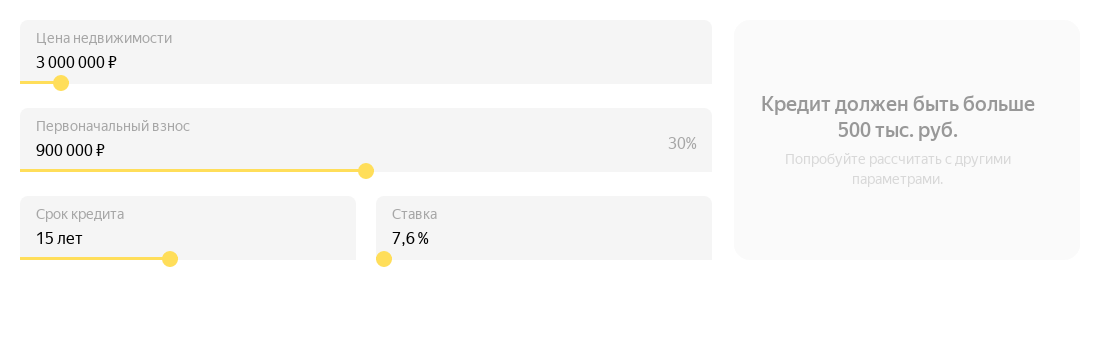 Цена недвижимости
3 000 000 ₽
Первоначальный взнос
900 000 ₽
30%
Срок кредита
15 лет
Ставка
7,6 %
Кредит должен быть больше
500 тыс. руб.
Попробуйте рассчитать с другими
параметрами.